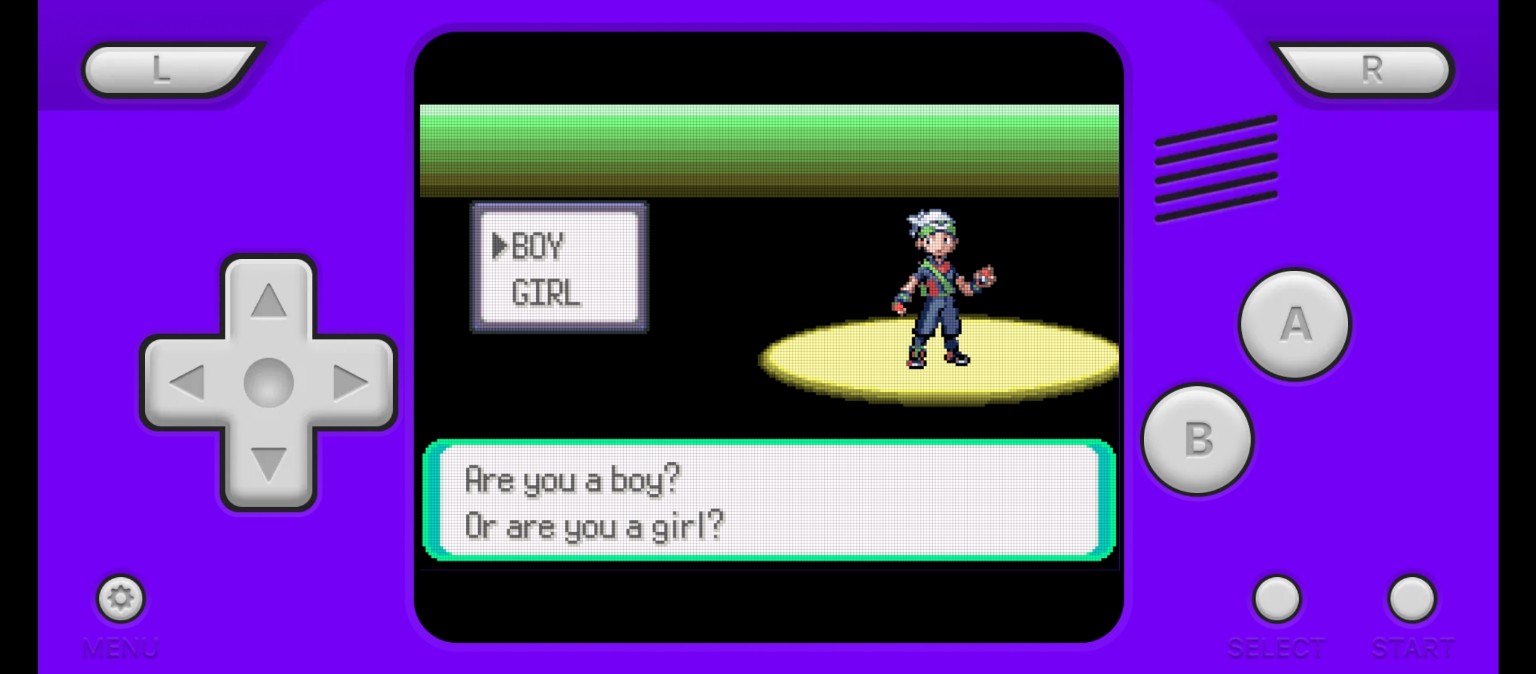 L
R
▶BOY
GIRL
A
B
Are you a boy?
Or are you a girl?
MENU
SELECT
START